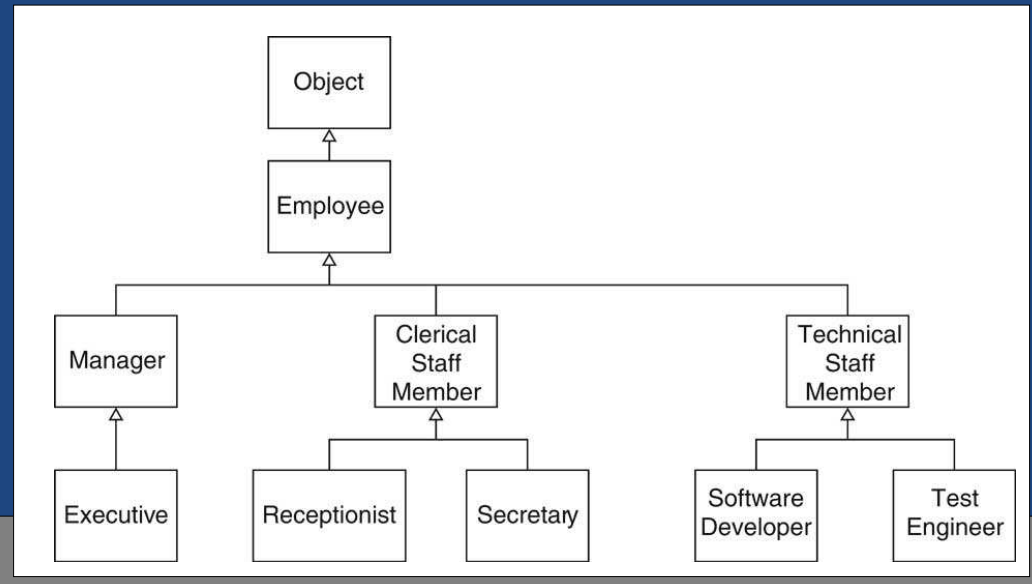 Object
Employee
Manager
Clerical
Staff
Member
Technical
Staff
Member
Executive
Receptionist
Secretary
Software
Developer
Test
Engineer